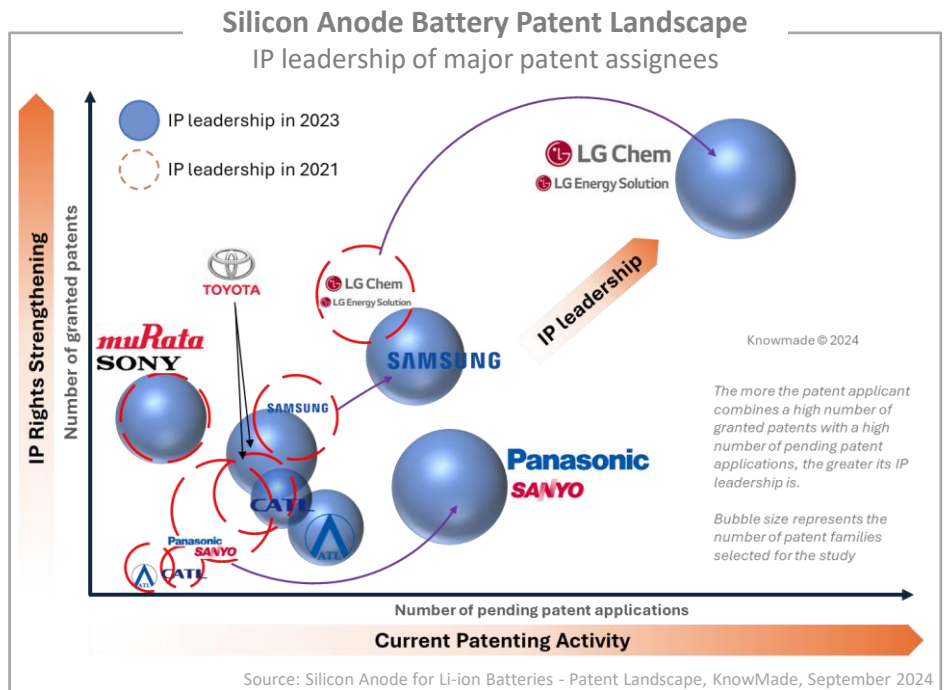 Silicon Anode Battery Patent Landscape
IP leadership of major patent assignees
IP Rights Strengthening
Number of granted patents
IP leadership in 2023
IP leadership in 2021
LG Chem
LG Energy Solution
TOYOTA
LG Chem
LG Energy Solution
IP leadership
muRata
SONY
SAMSUNG
Knowmade © 2024
SAMSUNG
The more the patent applicant
combines a high number of
granted patents with a high
number of pending patent
applications, the greater its IP
leadership is.
Bubble size represents the
number of patent families
selected for the study
Panasonic
SANYO
CATL
ATL
Panasonic
SANYO
ATL
CATL
Number of pending patent applications
Current Patenting Activity
Source: Silicon Anode for Li-ion Batteries - Patent Landscape, KnowMade, September 2024